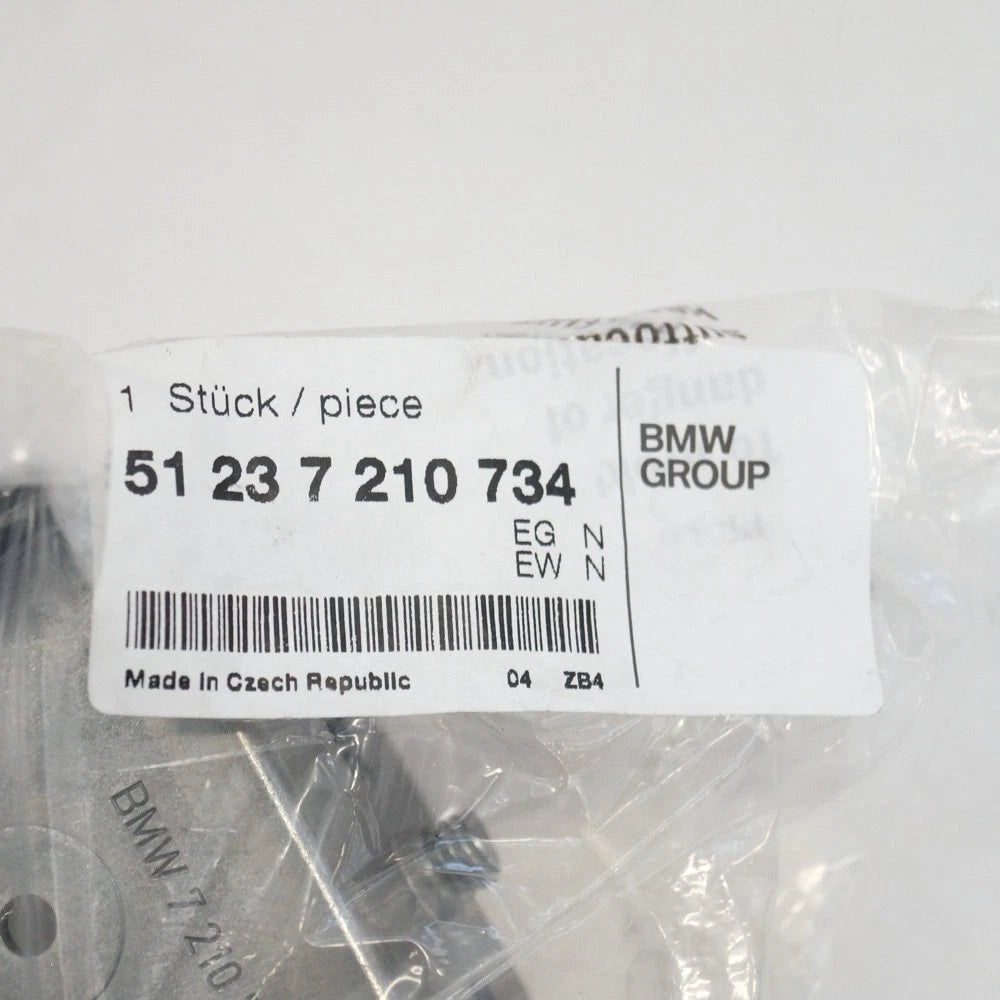 1 Stück / piece
51 23 7 210 734
EG N
EW N
Made in Czech Republic 04 ZB4
BMW
GROUP
BMW 7 210